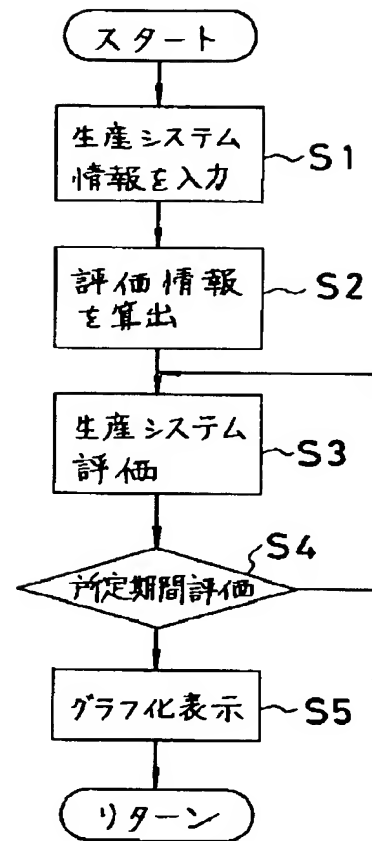 スタート
生産システム
情報を入力
S1
評価情報
を算出
S2
生産システム
評価
S3
S4
所定期間評価
グラフ化表示
S5
リターン